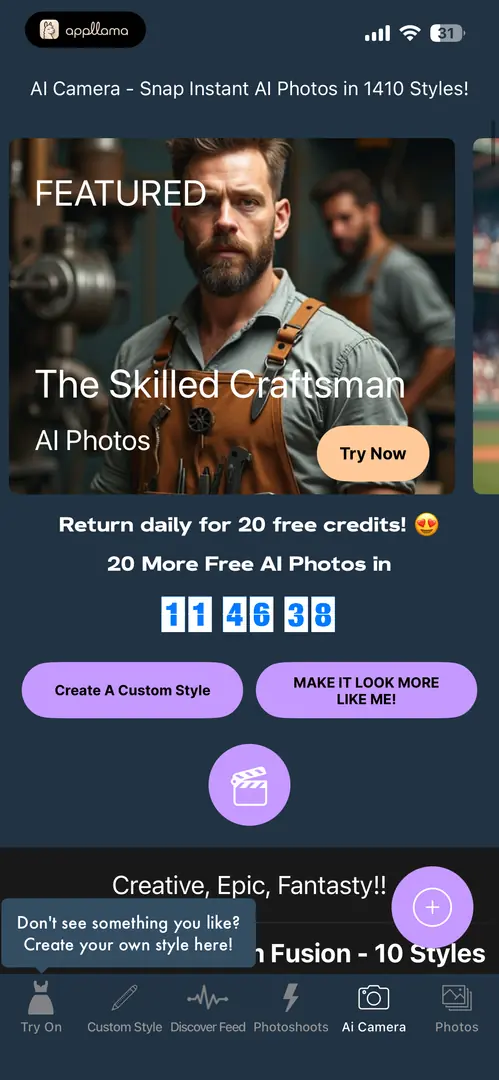 appllama
31
AI Camera - Snap Instant AI Photos in 1410 Styles!
FEATURED
The Skilled Craftsman
AI Photos
Try Now
Return daily for 20 free credits! 😍
20 More Free AI Photos in
11 46 38
Create A Custom Style
MAKE IT LOOK MORE
LIKE ME!
Creative, Epic, Fantasy!!
Don't see something you like?
Create your own style here!
Fusion - 10 Styles
Try On
Custom Style
Discover Feed
Photoshoots
Ai Camera
Photos